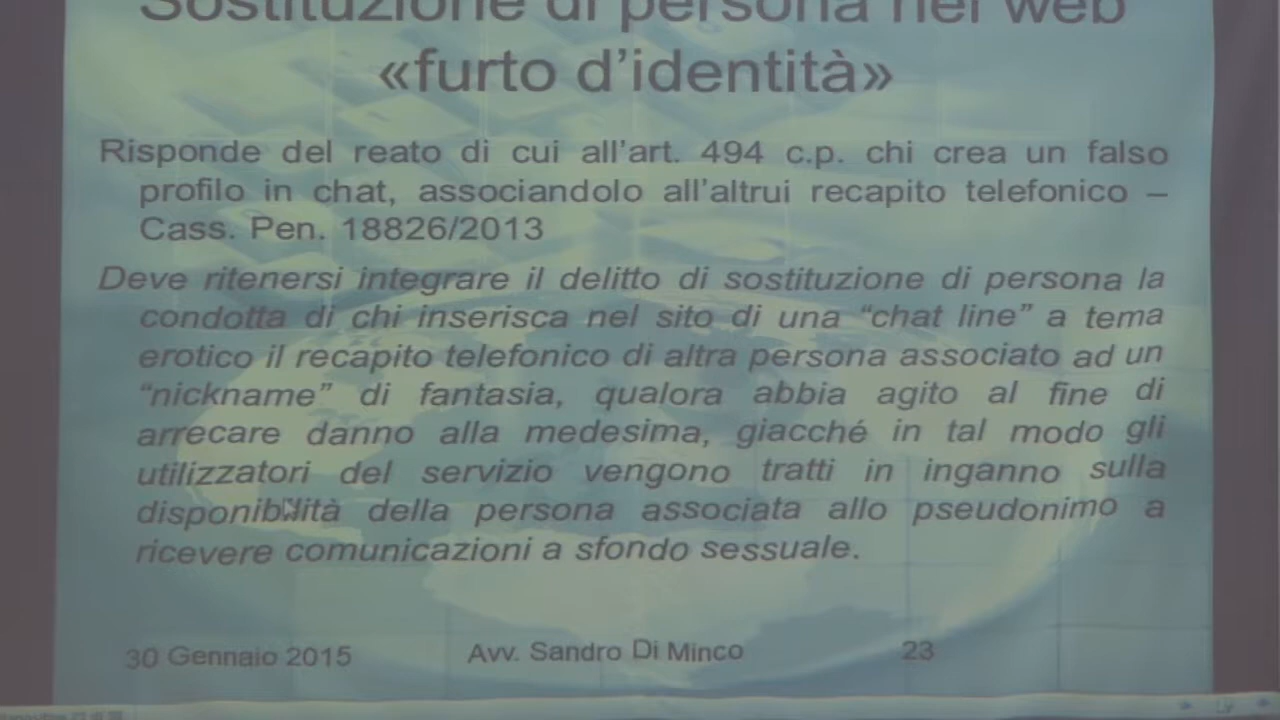 Sostituzione di persona nel web
«furto d’identità»
Risponde del reato di cui all’art. 494 c.p. chi crea un falso
profilo in chat, associandolo all’altrui recapito telefonico –
Cass. Pen. 18826/2013
Deve ritenersi integrare il delitto di sostituzione di persona la
condotta di chi inserisca nel sito di una “chat line” a tema
erotico il recapito telefonico di altra persona associato ad un
“nickname” di fantasia, qualora abbia agito al fine di
arrecare danno alla medesima, giacché in tal modo gli
utilizzatori del servizio vengono tratti in inganno sulla
disponibilità della persona associata allo pseudonimo a
ricevere comunicazioni a sfondo sessuale.
30 Gennaio 2015 Avv. Sandro Di Minco 23